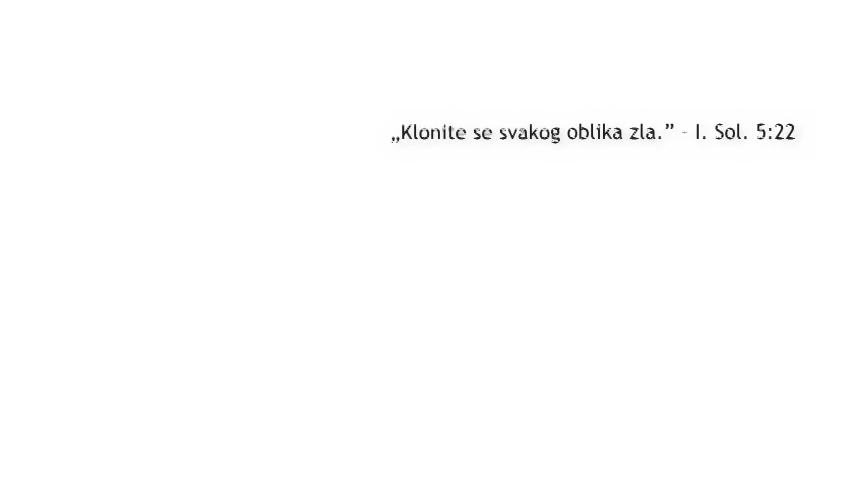 „Klonite se svakog oblika zla.” - I. Sol. 5:22